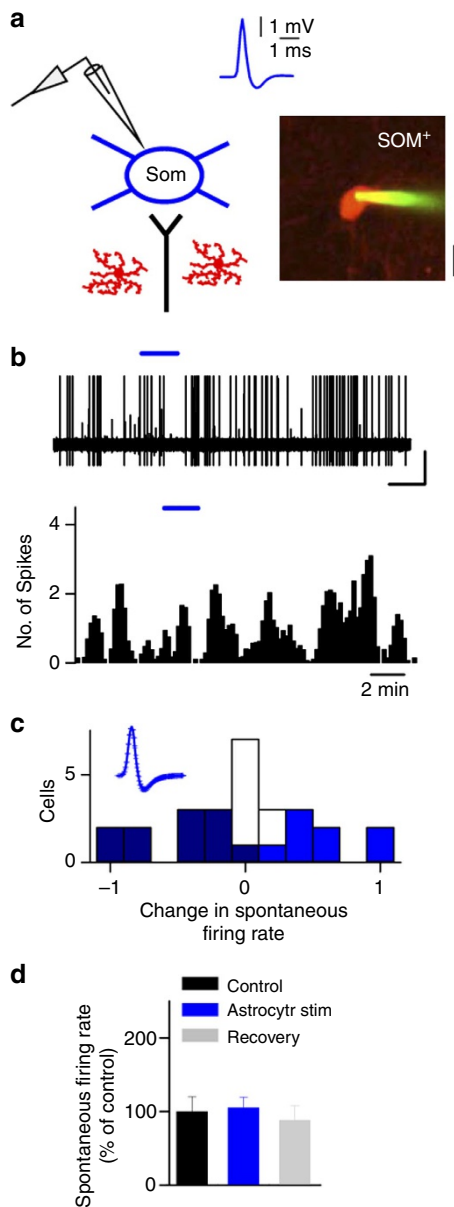 a
1 mV
1 ms
Som
SOM+
b
4
2
0
No. of Spikes
2 min
c
5
0
Cells
−1
0
1
Change in spontaneous
firing rate
d
Control
Astrocytr stim
Recovery
200
100
0
Spontaneous firing rate
(% of control)